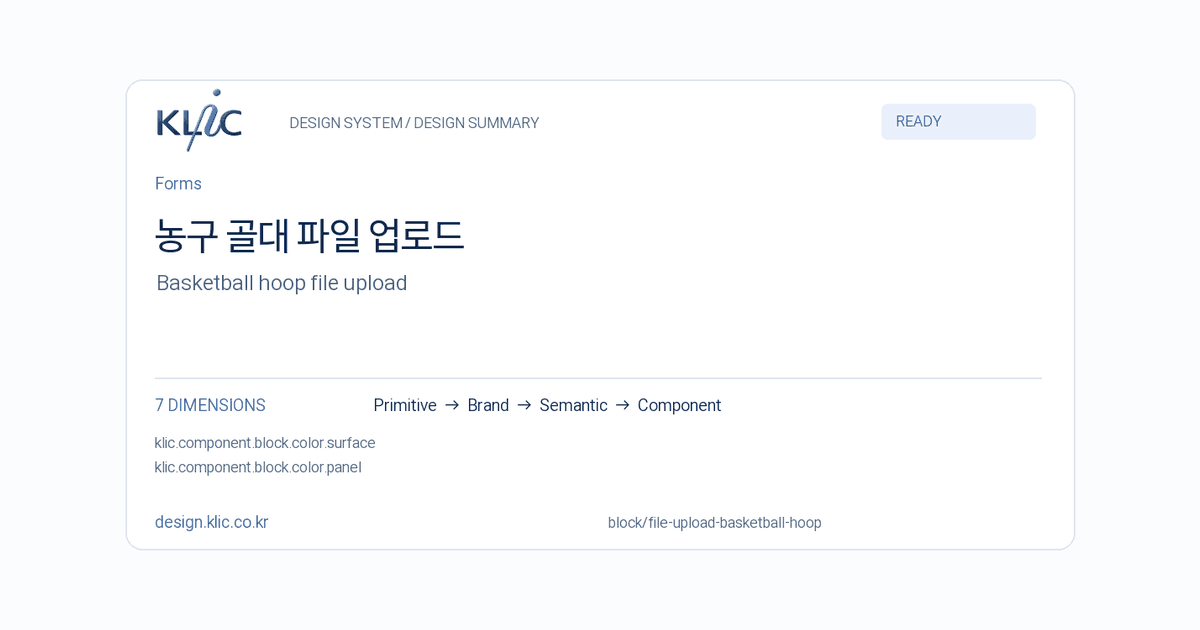 KLiC
DESIGN SYSTEM / DESIGN SUMMARY
READY
Forms
농구 골대 파일 업로드
Basketball hoop file upload
7 DIMENSIONS
Primitive → Brand → Semantic → Component
klic.component.block.color.surface
klic.component.block.color.panel
design.klic.co.kr
block/file-upload-basketball-hoop